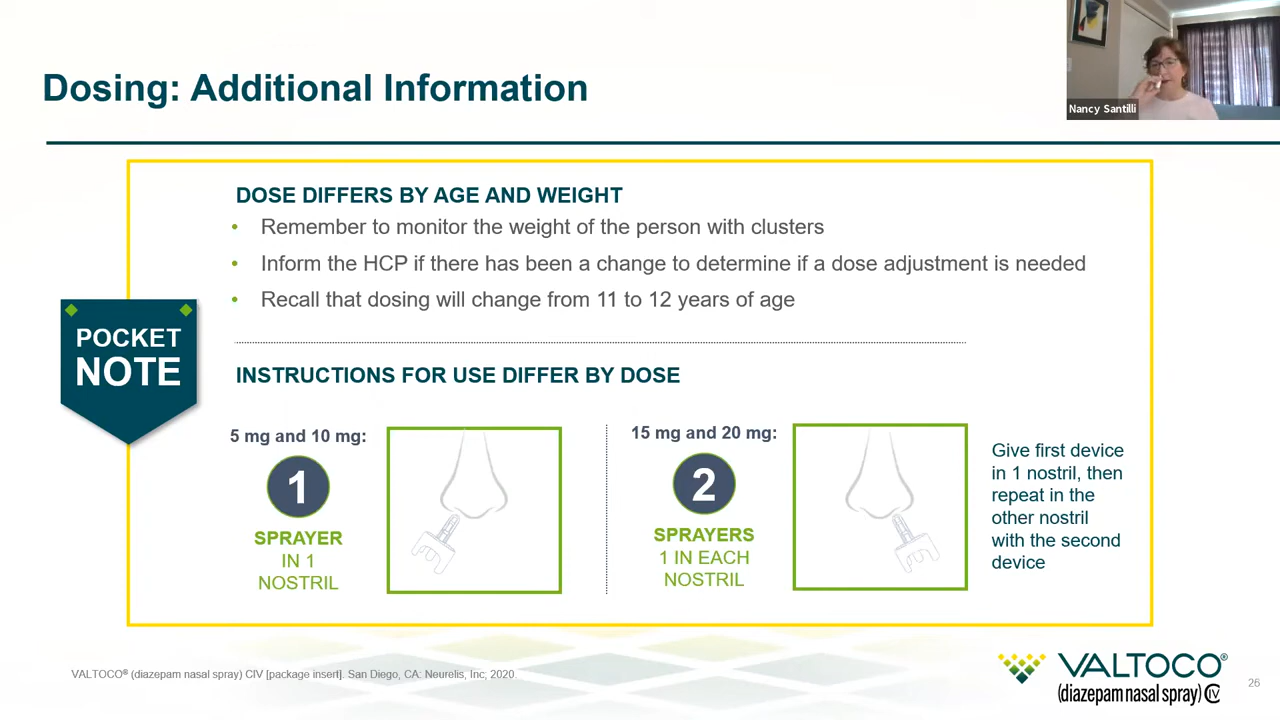 Dosing: Additional Information
Nancy Santilli
DOSE DIFFERS BY AGE AND WEIGHT
• Remember to monitor the weight of the person with clusters
• Inform the HCP if there has been a change to determine if a dose adjustment is needed
• Recall that dosing will change from 11 to 12 years of age
POCKET
NOTE
INSTRUCTIONS FOR USE DIFFER BY DOSE
5 mg and 10 mg:
1
SPRAYER
IN 1
NOSTRIL
15 mg and 20 mg:
2
SPRAYERS
1 IN EACH
NOSTRIL
Give first device
in 1 nostril, then
repeat in the
other nostril
with the second
device
VALTOCO® (diazepam nasal spray) CIV [package insert]. San Diego, CA: Neurelis, Inc, 2020.
VALTOCO®
(diazepam nasal spray) CIV
26